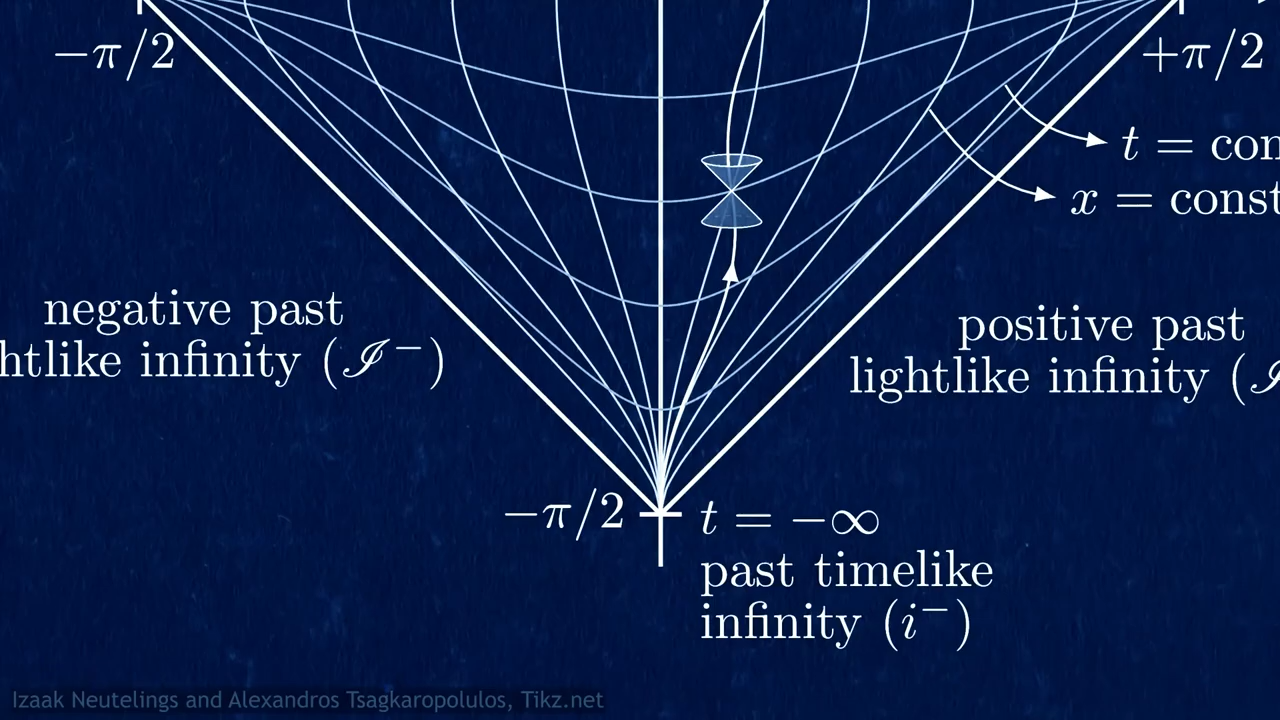 −π/2
+π/2
t = con
x = const
negative past
htlike infinity (ℐ⁻)
positive past
lightlike infinity (ℐ
−π/2
t = −∞
past timelike
infinity (i⁻)
Izaak Neutelings and Alexandros Tsagkaropolulos, Tikz.net